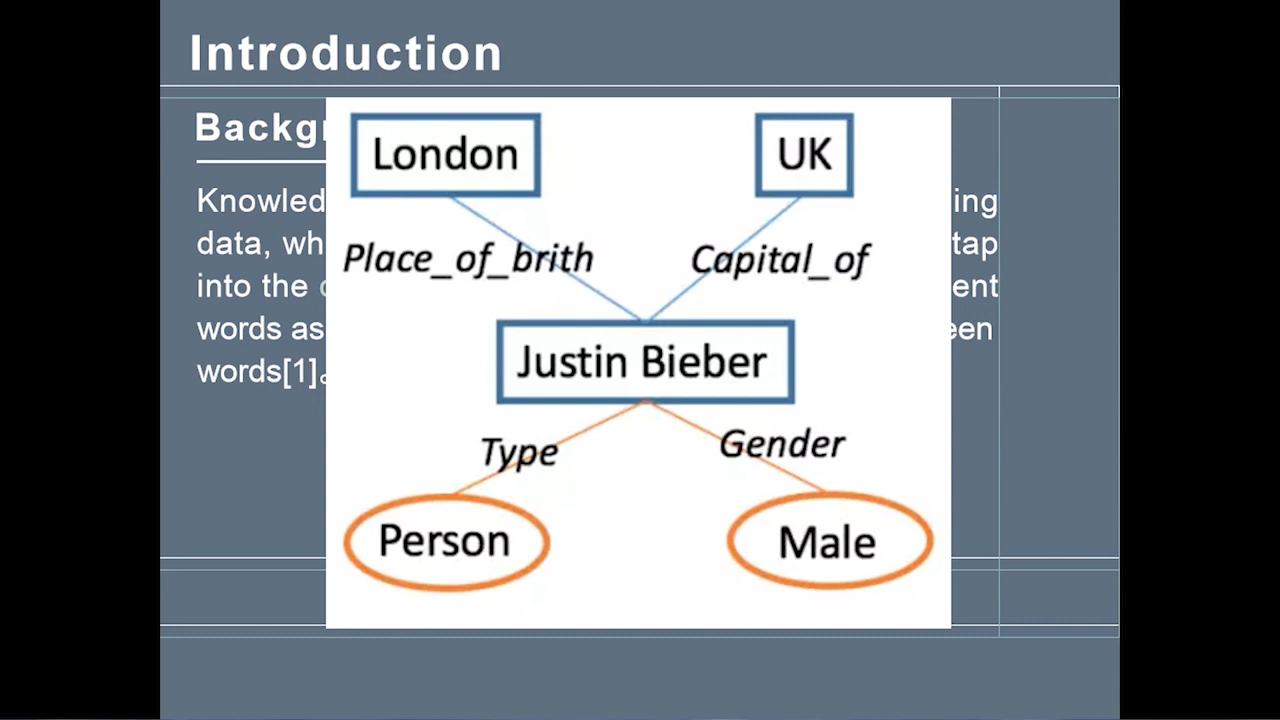 Introduction
Backgr
Knowled ing
data, wh tap
into the ent
words as een
words[1]。
London UK
Place_of_brith Capital_of
Justin Bieber
Type Gender
Person Male